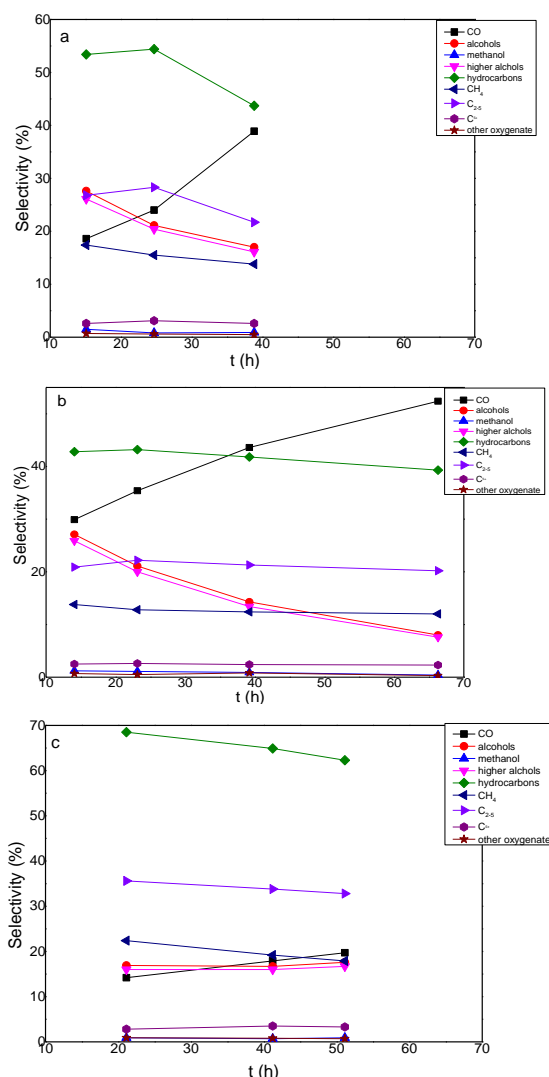 a
CO
alcohols
methanol
higher alchols
hydrocarbons
CH4
C2-5
other oxygenate
Selectivity (%)
60
50
40
30
20
10
0
10 20 30 40 50 60 70
t (h)
b
CO
alcohols
methanol
higher alchols
hydrocarbons
CH4
C2-5
other oxygenate
Selectivity (%)
40
20
0
10 20 30 40 50 60 70
t (h)
c
CO
alcohols
methanol
higher alchols
hydrocarbons
CH4
C2-5
other oxygenate
Selectivity (%)
70
60
50
40
30
20
10
0
10 20 30 40 50 60 70
t (h)